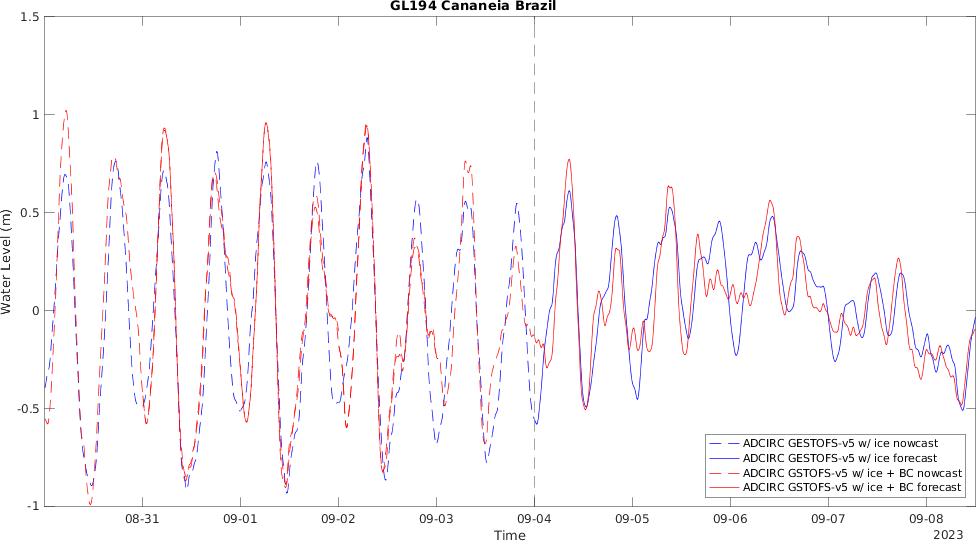 GL194 Cananeia Brazil
1.5
1
0.5
0
-0.5
-1
Water Level (m)
08-31
09-01
09-02
09-03
09-04
09-05
09-06
09-07
09-08
Time
2023
ADCIRC GESTOFS-v5 w/ ice nowcast
ADCIRC GESTOFS-v5 w/ ice forecast
ADCIRC GSTOFS-v5 w/ ice + BC nowcast
ADCIRC GSTOFS-v5 w/ ice + BC forecast